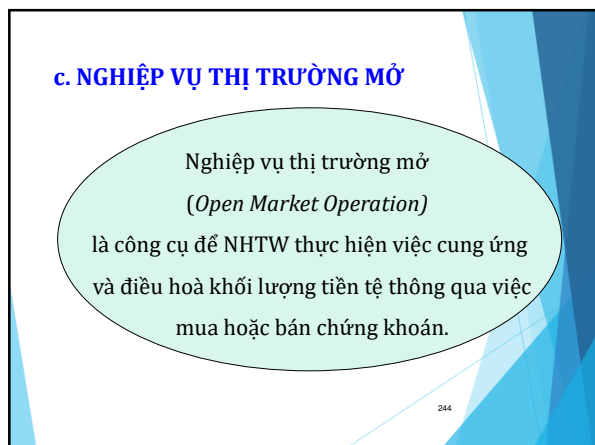 c. NGHIỆP VỤ THỊ TRƯỜNG MỞ
Nghiệp vụ thị trường mở
(Open Market Operation)
là công cụ để NHTW thực hiện việc cung ứng
và điều hoà khối lượng tiền tệ thông qua việc
mua hoặc bán chứng khoán.
244